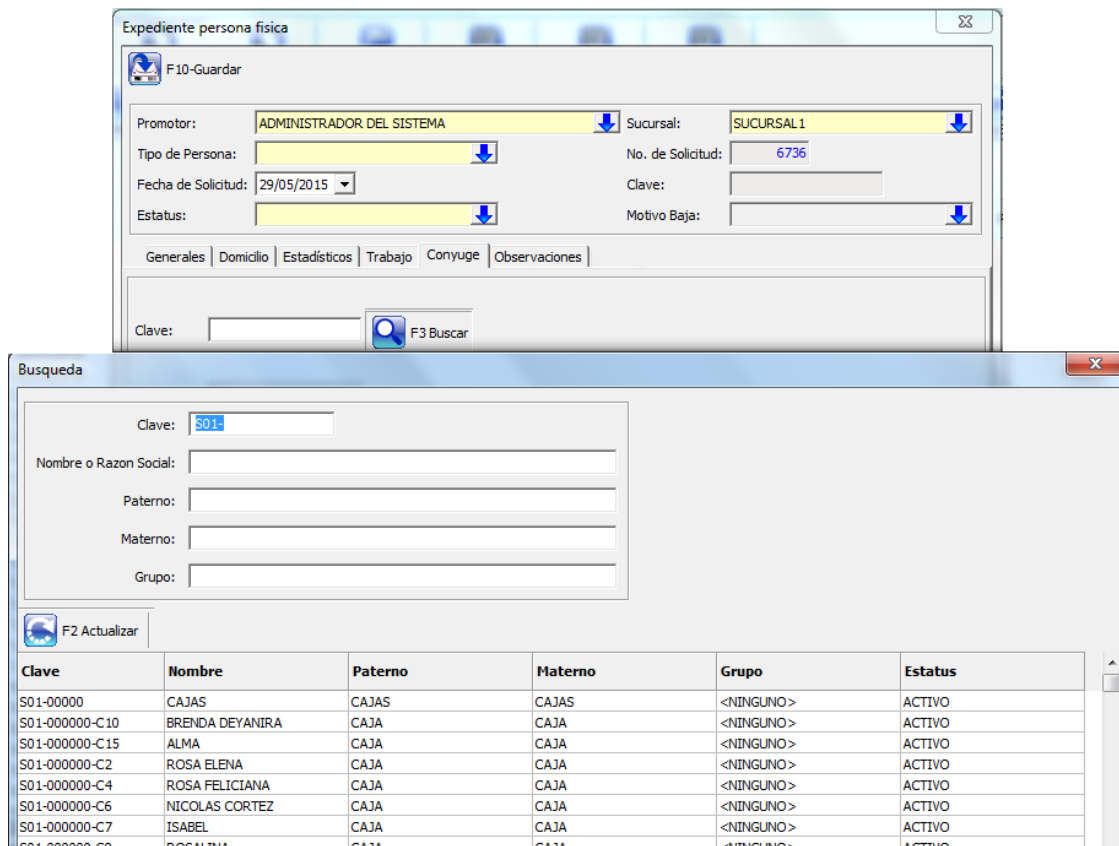 Expediente persona fisica
F10-Guardar
Promotor: ADMINISTRADOR DEL SISTEMA Sucursal: SUCURSAL1
Tipo de Persona: No. de Solicitud: 6736
Fecha de Solicitud: 29/05/2015 Clave:
Estatus: Motivo Baja:
Generales Domicilio Estadísticos Trabajo Conyuge Observaciones
Clave: F3 Buscar
Busqueda
Clave: S01-
Nombre o Razon Social:
Paterno:
Materno:
Grupo:
F2 Actualizar
Clave Nombre Paterno Materno Grupo Estatus
S01-00000 CAJAS CAJAS CAJAS <NINGUNO> ACTIVO
S01-000000-C10 BRENDA DEYANIRA CAJA CAJA <NINGUNO> ACTIVO
S01-000000-C15 ALMA CAJA CAJA <NINGUNO> ACTIVO
S01-000000-C2 ROSA ELENA CAJA CAJA <NINGUNO> ACTIVO
S01-000000-C4 ROSA FELICIANA CAJA CAJA <NINGUNO> ACTIVO
S01-000000-C6 NICOLAS CORTEZ CAJA CAJA <NINGUNO> ACTIVO
S01-000000-C7 ISABEL CAJA CAJA <NINGUNO> ACTIVO